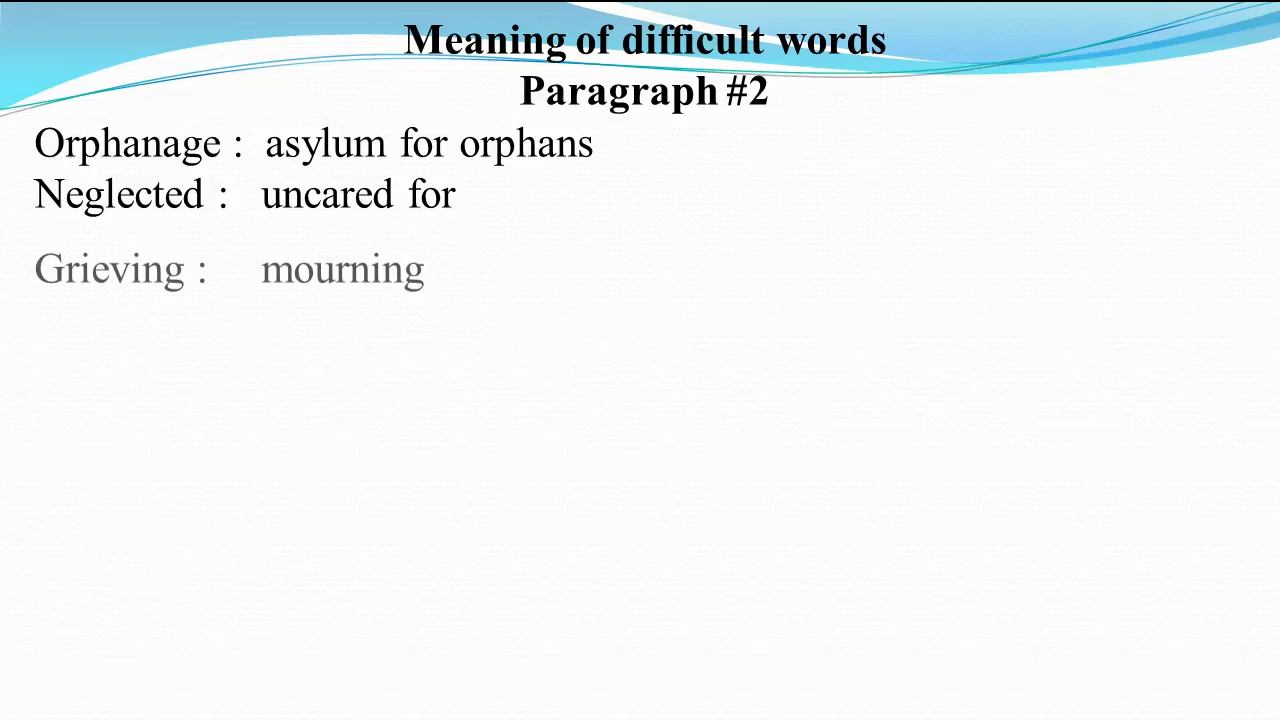 Meaning of difficult words
Paragraph #2
Orphanage : asylum for orphans
Neglected : uncared for
Grieving : mourning